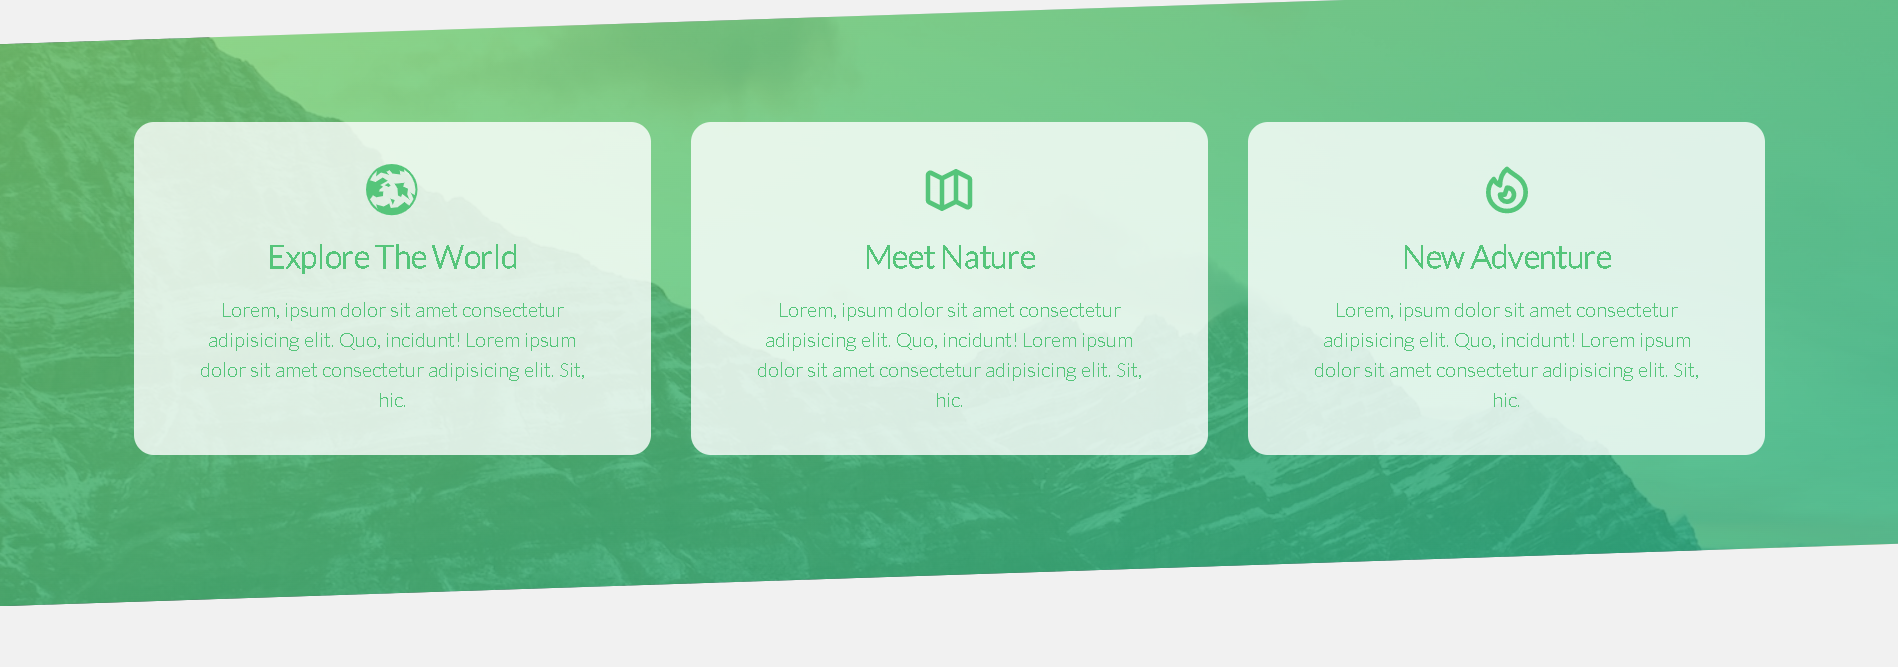 Explore The World
Lorem, ipsum dolor sit amet consectetur
adipisicing elit. Quo, incidunt! Lorem ipsum
dolor sit amet consectetur adipisicing elit. Sit,
hic.
Meet Nature
Lorem, ipsum dolor sit amet consectetur
adipisicing elit. Quo, incidunt! Lorem ipsum
dolor sit amet consectetur adipisicing elit. Sit,
hic.
New Adventure
Lorem, ipsum dolor sit amet consectetur
adipisicing elit. Quo, incidunt! Lorem ipsum
dolor sit amet consectetur adipisicing elit. Sit,
hic.